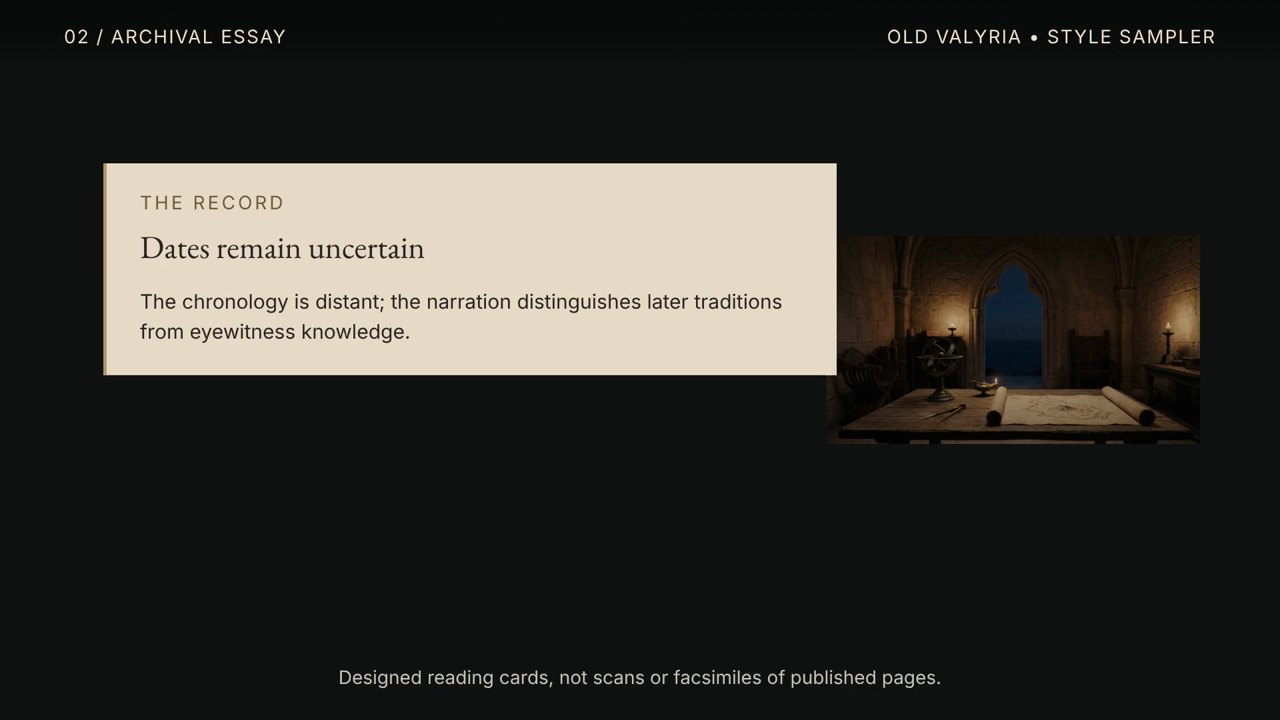 02 / ARCHIVAL ESSAY
OLD VALYRIA • STYLE SAMPLER
THE RECORD
Dates remain uncertain
The chronology is distant; the narration distinguishes later traditions
from eyewitness knowledge.
Designed reading cards, not scans or facsimiles of published pages.